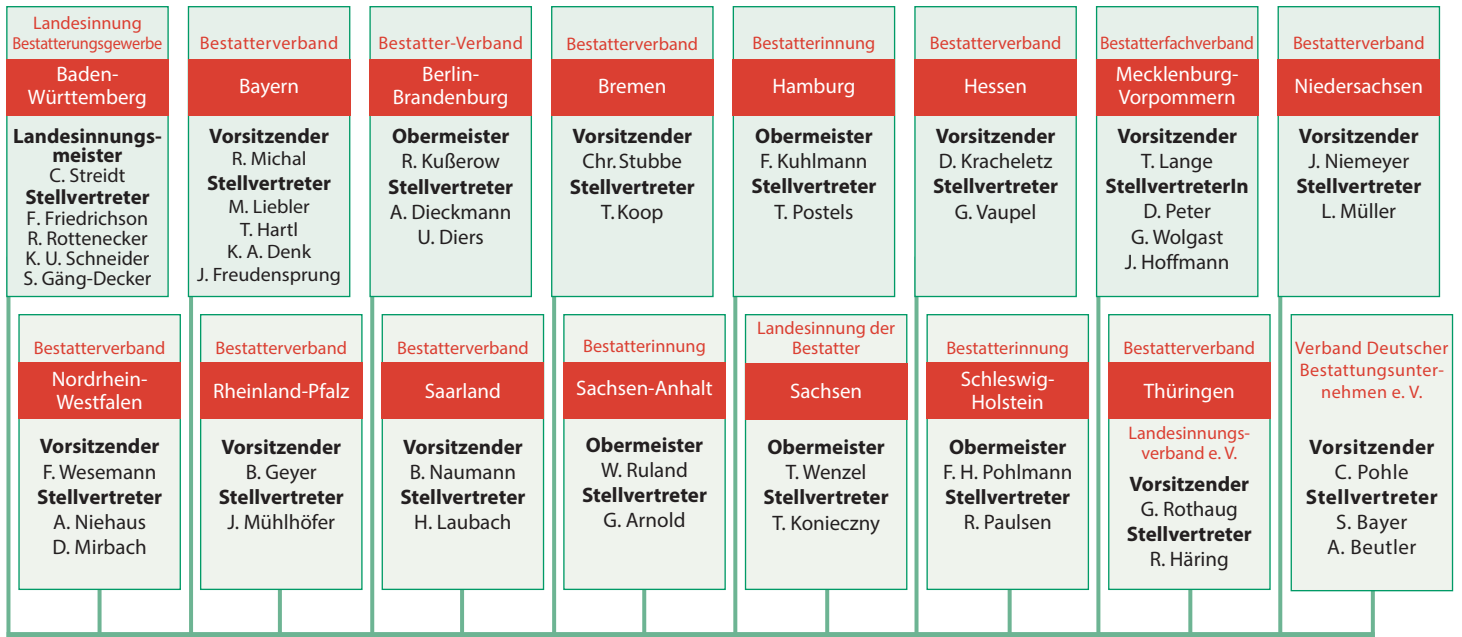 Landesinnung
Bestatterungsgewerbe
Baden-
Württemberg
Landesinnungs-
meister
C. Streidt
Stellvertreter
F. Friedrichson
R. Rottenecker
K. U. Schneider
S. Gäng-Decker
Bestatterverband
Bayern
Vorsitzender
R. Michal
Stellvertreter
M. Liebler
T. Hartl
K. A. Denk
J. Freudensprung
Bestatter-Verband
Berlin-
Brandenburg
Obermeister
R. Kußerow
Stellvertreter
A. Dieckmann
U. Diers
Bestatterverband
Bremen
Vorsitzender
Chr. Stubbe
Stellvertreter
T. Koop
Bestatterinnung
Hamburg
Obermeister
F. Kuhlmann
Stellvertreter
T. Postels
Bestatterverband
Hessen
Vorsitzender
D. Kracheletz
Stellvertreter
G. Vaupel
Bestatterfachverband
Mecklenburg-
Vorpommern
Vorsitzender
T. Lange
StellvertreterIn
D. Peter
G. Wolgast
J. Hoffmann
Bestatterverband
Niedersachsen
Vorsitzender
J. Niemeyer
Stellvertreter
L. Müller
Bestatterverband
Nordrhein-
Westfalen
Vorsitzender
F. Wesemann
Stellvertreter
A. Niehaus
D. Mirbach
Bestatterverband
Rheinland-Pfalz
Vorsitzender
B. Geyer
Stellvertreter
J. Mühlhöfer
Bestatterverband
Saarland
Vorsitzender
B. Naumann
Stellvertreter
H. Laubach
Bestatterinnung
Sachsen-Anhalt
Obermeister
W. Ruland
Stellvertreter
G. Arnold
Landesinnung der
Bestatter
Sachsen
Obermeister
T. Wenzel
Stellvertreter
T. Konieczny
Bestatterinnung
Schleswig-
Holstein
Obermeister
F. H. Pohlmann
Stellvertreter
R. Paulsen
Bestatterverband
Thüringen
Landesinnungs-
verband e. V.
Vorsitzender
G. Rothaug
Stellvertreter
R. Häring
Verband Deutscher
Bestattungsunter-
nehmen e. V.
Vorsitzender
C. Pohle
Stellvertreter
S. Bayer
A. Beutler